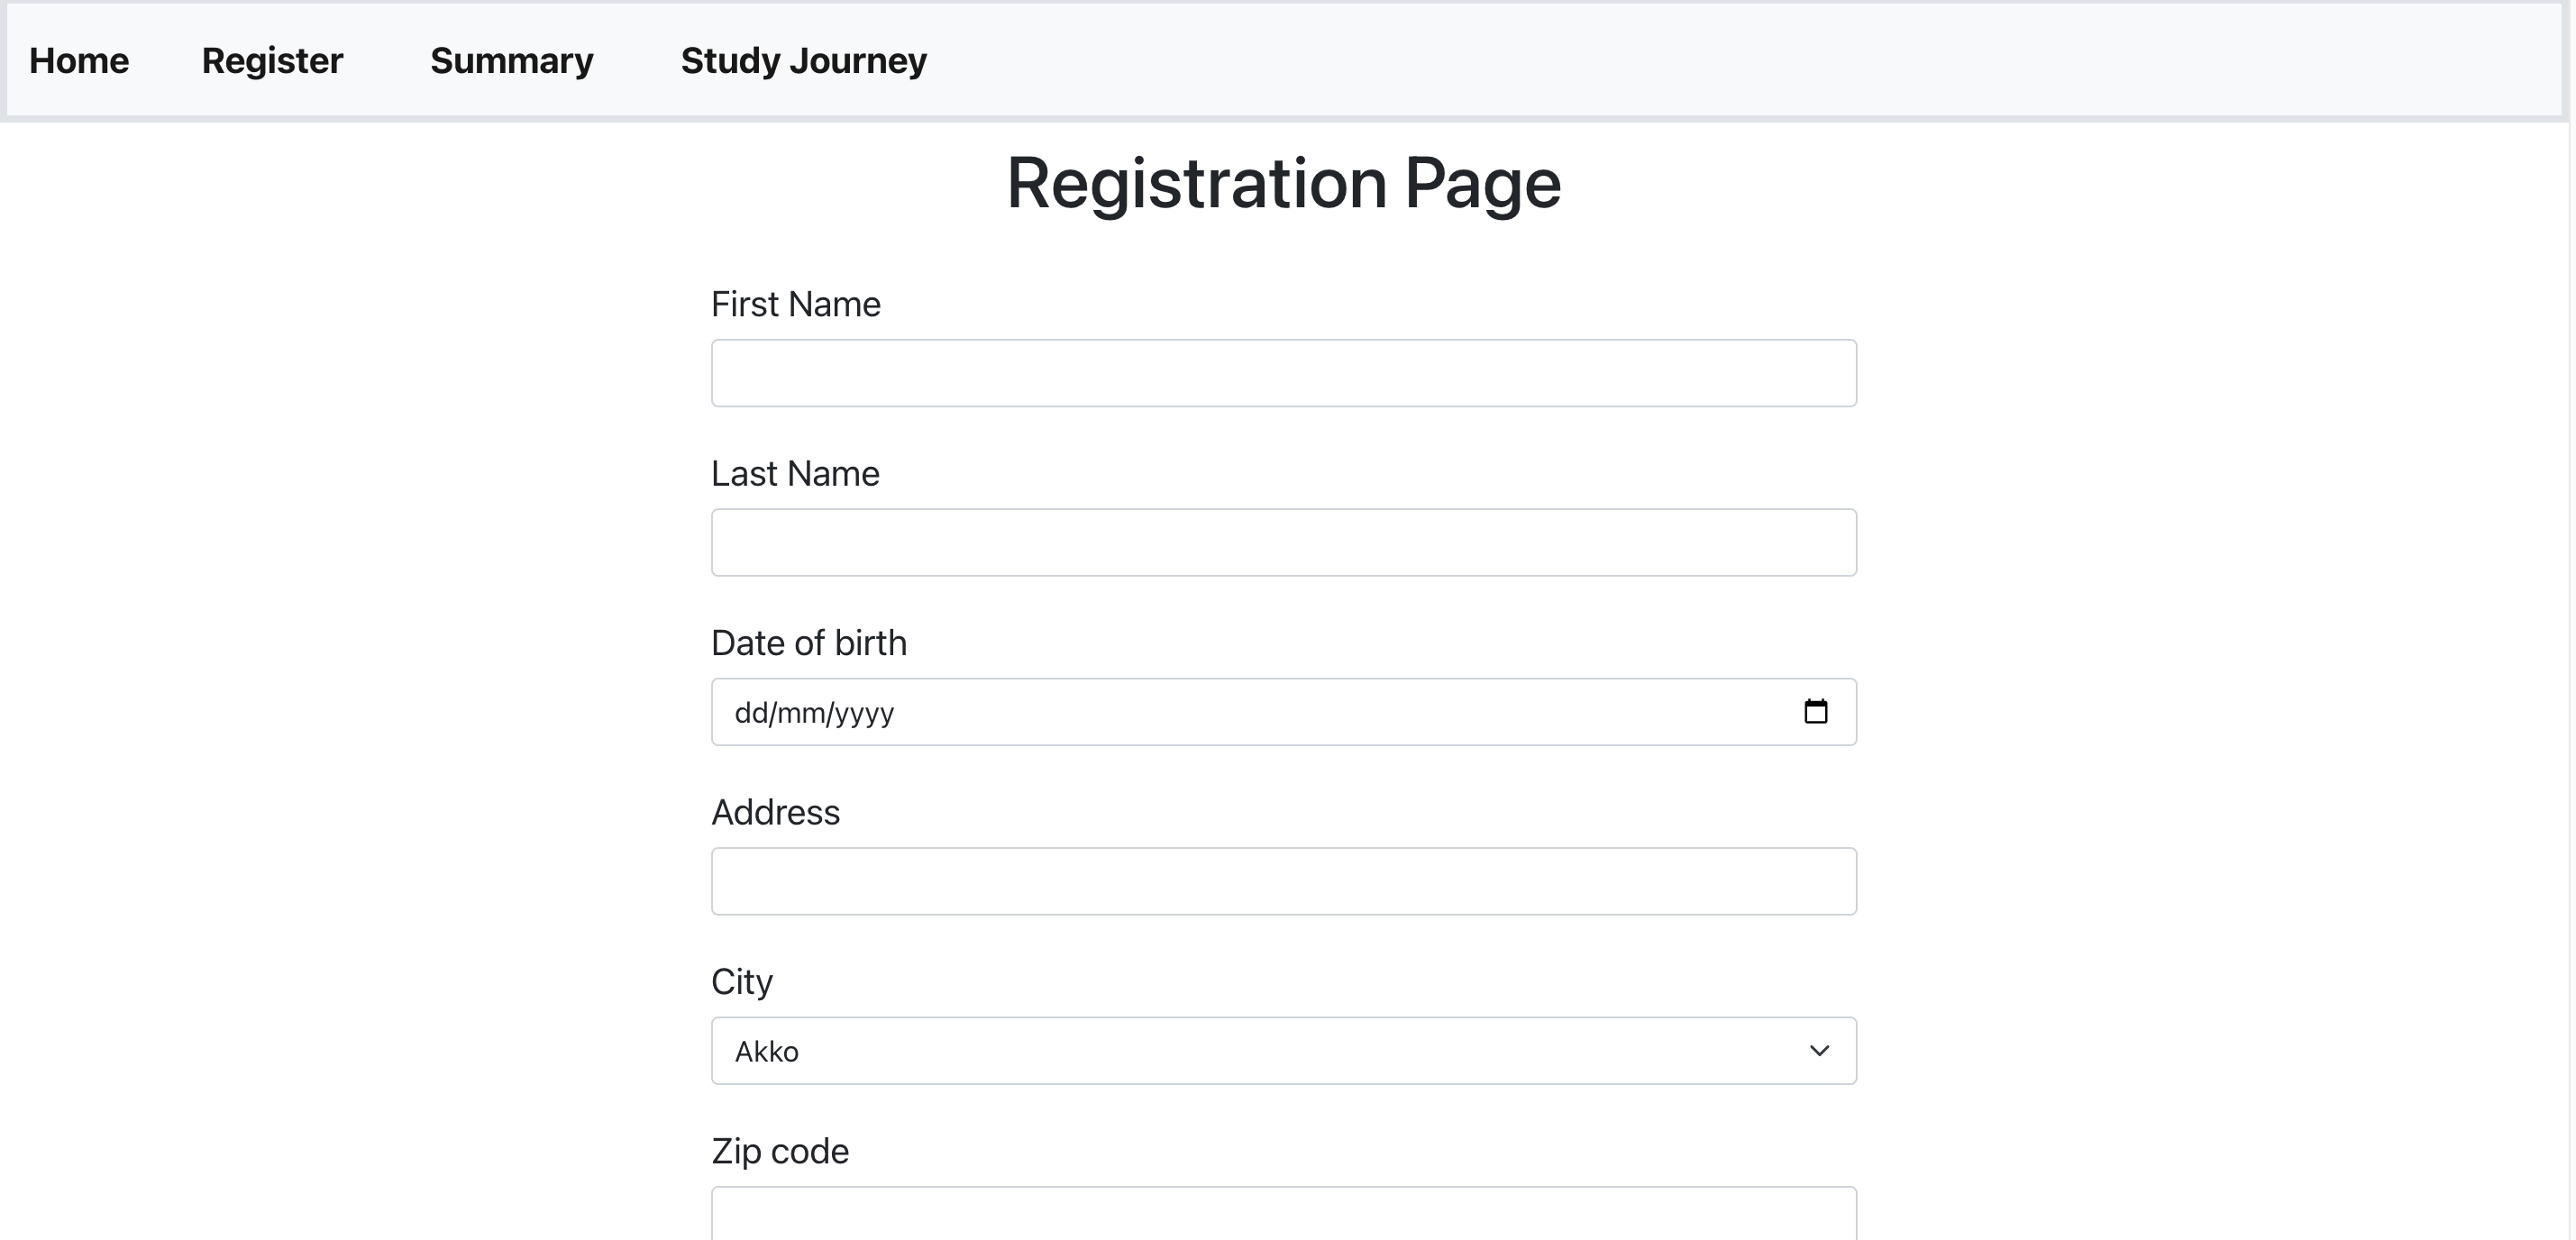 Home Register Summary Study Journey
Registration Page
First Name
Last Name
Date of birth
dd/mm/yyyy
Address
City
Akko
Zip code